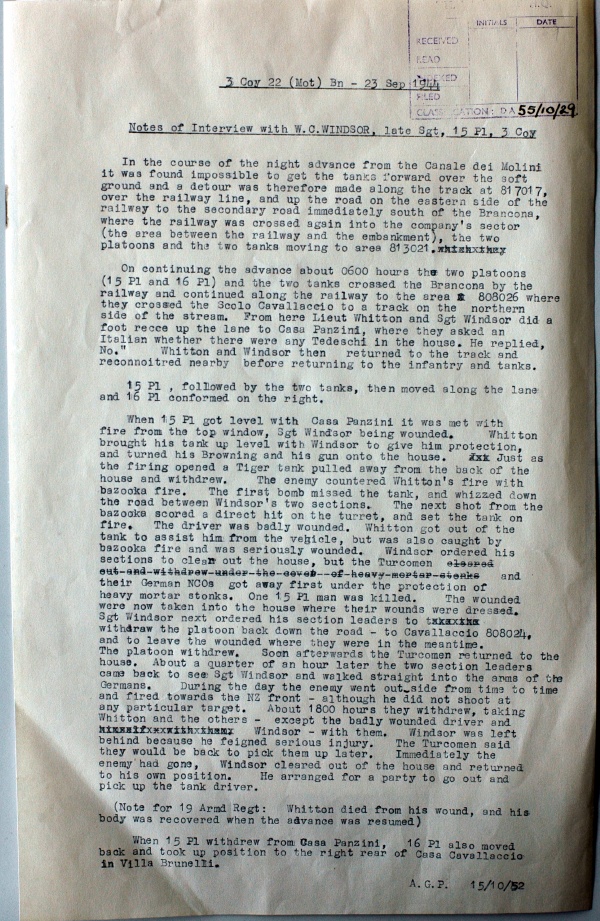 INITIALS DATE
RECEIVED
READ
INDEXED
FILED
CLASSIFICATION: D A 55/10/29
3 Coy 22 (Mot) Bn - 23 Sep 1944
Notes of Interview with W.C.WINDSOR, late Sgt, 15 Pl, 3 Coy
In the course of the night advance from the Canale dei Molini
it was found impossible to get the tanks forward over the soft
ground and a detour was therefore made along the track at 817017,
over the railway line, and up the road on the eastern side of the
railway to the secondary road immediately south of the Brancona,
where the railway was crossed again into the company's sector
(the area between the railway and the embankment), the two
platoons and the two tanks moving to area 813021.
On continuing the advance about 0600 hours the two platoons
(15 Pl and 16 Pl) and the two tanks crossed the Brancona by the
railway and continued along the railway to the area 808026 where
they crossed the Scolo Cavallaccio to a track on the northern
side of the stream. From here Lieut Whitton and Sgt Windsor did a
foot recce up the lane to Casa Panzini, where they asked an
Italian whether there were any Tedeschi in the house. He replied,
No." Whitton and Windsor then returned to the track and
reconnoitred nearby before returning to the infantry and tanks.
15 Pl , followed by the two tanks, then moved along the lane
and 16 Pl conformed on the right.
When 15 Pl got level with Casa Panzini it was met with
fire from the top window, Sgt Windsor being wounded. Whitton
brought his tank up level with Windsor to give him protection,
and turned his Browning and his gun onto the house. Just as
the firing opened a Tiger tank pulled away from the back of the
house and withdrew. The enemy countered Whitton's fire with
bazooka fire. The first bomb missed the tank, and whizzed down
the road between Windsor's two sections. The next shot from the
bazooka scored a direct hit on the turret, and set the tank on
fire. The driver was badly wounded. Whitton got out of the
tank to assist him from the vehicle, but was also caught by
bazooka fire and was seriously wounded. Windsor ordered his
sections to clear out the house, but the Turcomen cleared
out and withdrew under the cover of heavy mortar stonks and
their German NCOs got away first under the protection of
heavy mortar stonks. One 15 Pl man was killed. The wounded
were now taken into the house where their wounds were dressed.
Sgt Windsor next ordered his section leaders to
withdraw the platoon back down the road - to Cavallaccio 808024,
and to leave the wounded where they were in the meantime.
The platoon withdrew. Soon afterwards the Turcomen returned to the
house. About a quarter of an hour later the two section leaders
came back to see Sgt Windsor and walked straight into the arms of the
Germans. During the day the enemy went out side from time to time
and fired towards the NZ front - although he did not shoot at
any particular target. About 1800 hours they withdrew, taking
Whitton and the others - except the badly wounded driver and
Windsor - with them. Windsor was left
behind because he feigned serious injury. The Turcomen said
they would be back to pick them up later. Immediately the
enemy had gone, Windsor cleared out of the house and returned
to his own position. He arranged for a party to go out and
pick up the tank driver.
(Note for 19 Armd Regt: Whitton died from his wound, and his
body was recovered when the advance was resumed)
When 15 Pl withdrew from Casa Panzini, 16 Pl also moved
back and took up position to the right rear of Casa Cavallaccio
in Villa Brunelli.
A.G.P. 15/10/52